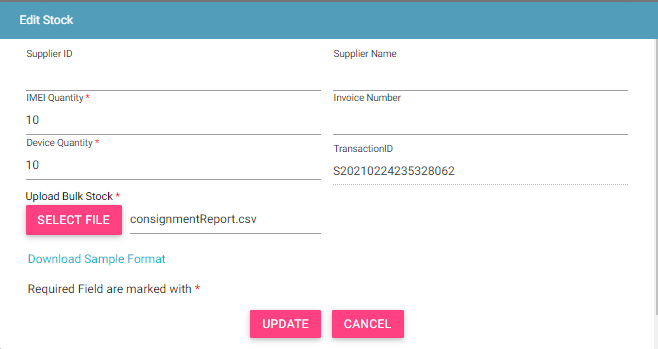 Edit Stock
Supplier ID
Supplier Name
IMEI Quantity *
Invoice Number
10
Device Quantity *
TransactionID
10
S20210224235328062
Upload Bulk Stock *
SELECT FILE
consignmentReport.csv
Download Sample Format
Required Field are marked with *
UPDATE
CANCEL